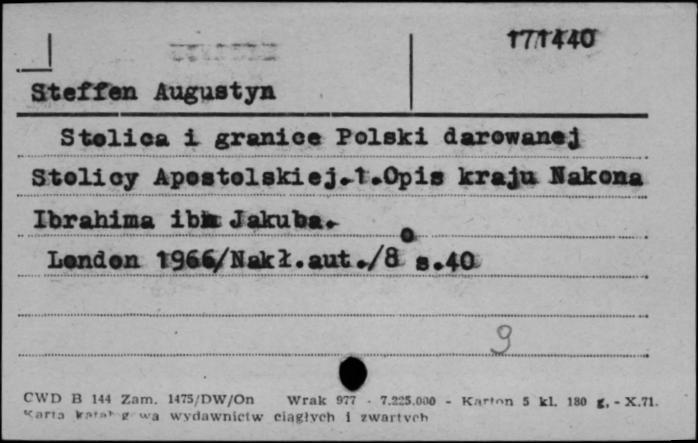 171440
Steffen Augustyn
Stolica i granice Polski darowanej
Stolicy Apostolskiej.1.Opis kraju Nakona
Ibrahima ibn Jakuba.
London 1966/Nakł.aut./8° s.40
9
CWD B 144 Zam. 1475/DW/On Wrak 977 - 7.225.000 - Karton 5 kl. 180 g. - X.71.
Karta katalogowa wydawnictw ciągłych i zwartych